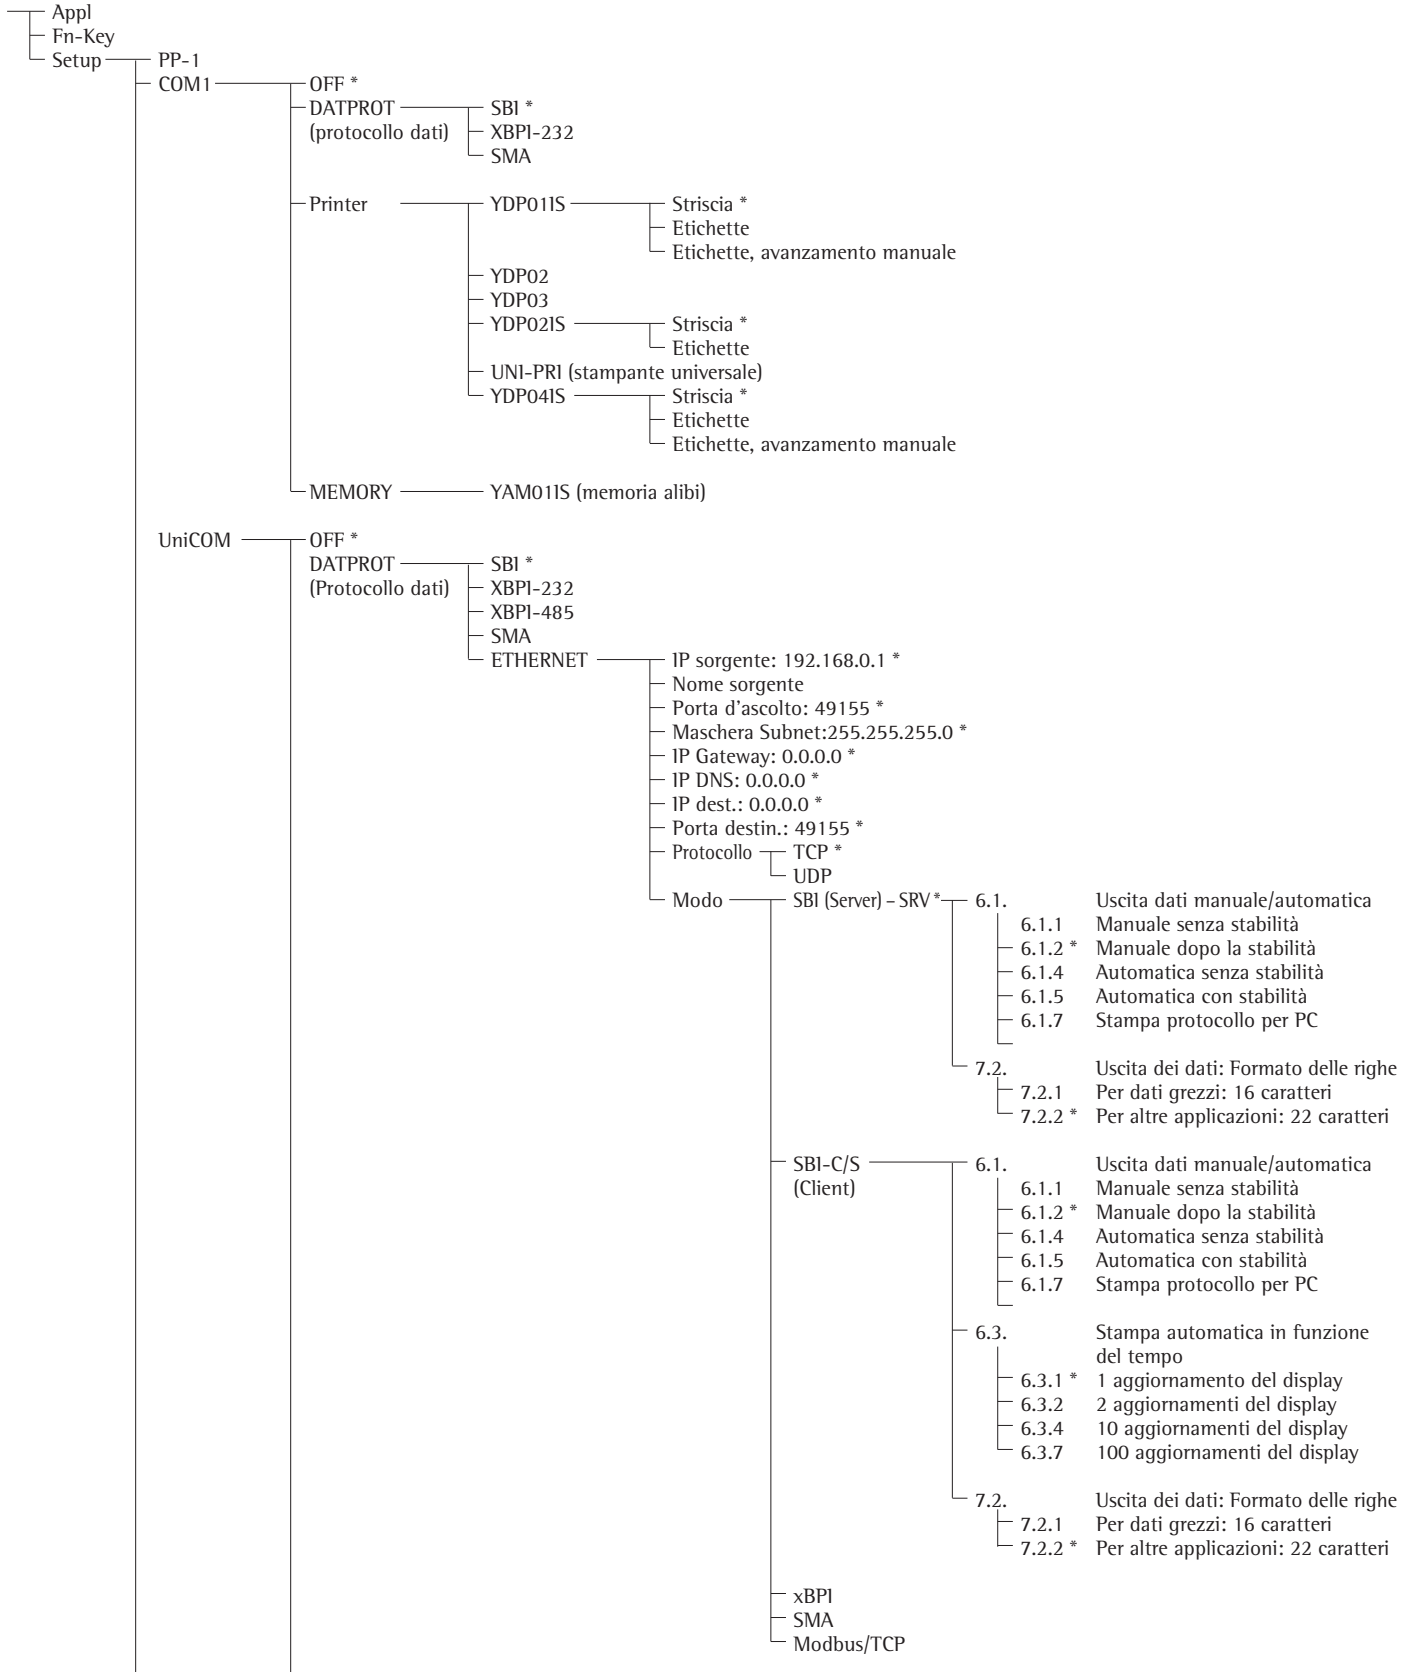 Appl
Fn-Key
Setup PP-1
COM1 OFF *
DATPROT SBI *
(protocollo dati) XBPI-232
SMA
Printer YDP01IS Striscia *
Etichette
Etichette, avanzamento manuale
YDP02
YDP03
YDP02IS Striscia *
Etichette
UNI-PRI (stampante universale)
YDP04IS Striscia *
Etichette
Etichette, avanzamento manuale
MEMORY YAM01IS (memoria alibi)
UniCOM OFF *
DATPROT SBI *
(Protocollo dati) XBPI-232
XBPI-485
SMA
ETHERNET IP sorgente: 192.168.0.1 *
Nome sorgente
Porta d'ascolto: 49155 *
Maschera Subnet:255.255.255.0 *
IP Gateway: 0.0.0.0 *
IP DNS: 0.0.0.0 *
IP dest.: 0.0.0.0 *
Porta destin.: 49155 *
Protocollo TCP *
UDP
Modo SBI (Server) – SRV * 6.1. Uscita dati manuale/automatica
6.1.1 Manuale senza stabilità
6.1.2 * Manuale dopo la stabilità
6.1.4 Automatica senza stabilità
6.1.5 Automatica con stabilità
6.1.7 Stampa protocollo per PC
7.2. Uscita dei dati: Formato delle righe
7.2.1 Per dati grezzi: 16 caratteri
7.2.2 * Per altre applicazioni: 22 caratteri
SBI-C/S 6.1. Uscita dati manuale/automatica
(Client) 6.1.1 Manuale senza stabilità
6.1.2 * Manuale dopo la stabilità
6.1.4 Automatica senza stabilità
6.1.5 Automatica con stabilità
6.1.7 Stampa protocollo per PC
6.3. Stampa automatica in funzione
del tempo
6.3.1 * 1 aggiornamento del display
6.3.2 2 aggiornamenti del display
6.3.4 10 aggiornamenti del display
6.3.7 100 aggiornamenti del display
7.2. Uscita dei dati: Formato delle righe
7.2.1 Per dati grezzi: 16 caratteri
7.2.2 * Per altre applicazioni: 22 caratteri
xBPI
SMA
Modbus/TCP